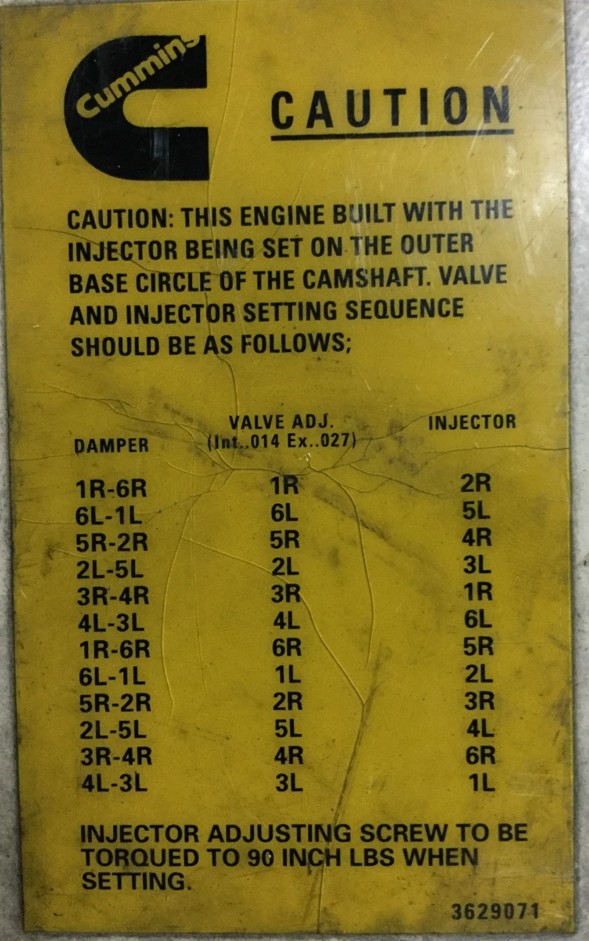 Cummins
CAUTION
CAUTION: THIS ENGINE BUILT WITH THE
INJECTOR BEING SET ON THE OUTER
BASE CIRCLE OF THE CAMSHAFT. VALVE
AND INJECTOR SETTING SEQUENCE
SHOULD BE AS FOLLOWS;
DAMPER VALVE ADJ. INJECTOR
(Int..014 Ex..027)
1R-6R 1R 2R
6L-1L 6L 5L
5R-2R 5R 4R
2L-5L 2L 3L
3R-4R 3R 1R
4L-3L 4L 6L
1R-6R 6R 5R
6L-1L 1L 2L
5R-2R 2R 3R
2L-5L 5L 4L
3R-4R 4R 6R
4L-3L 3L 1L
INJECTOR ADJUSTING SCREW TO BE
TORQUED TO 90 INCH LBS WHEN
SETTING.
3629071